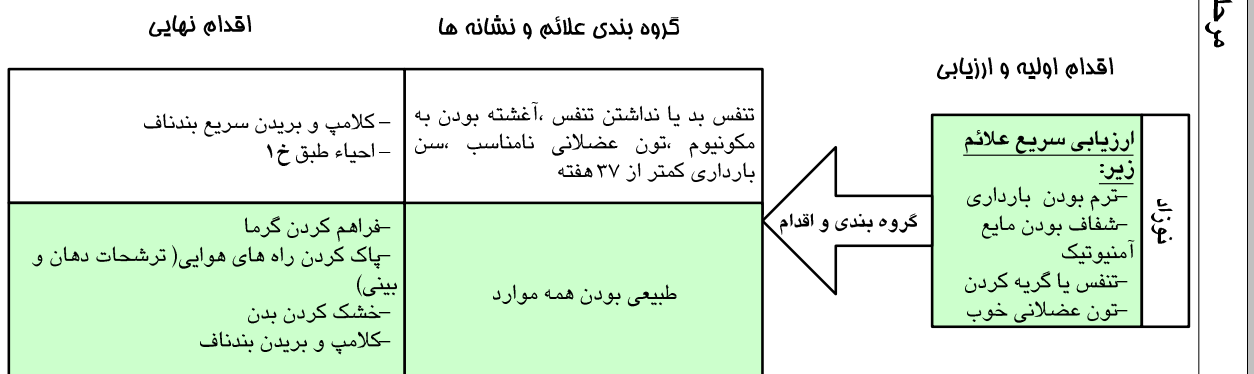 مرحل
اقدام اولیه و ارزیابی
گروه بندی علائم و نشانه ها
اقدام نهایی
نوزاد
ارزیابی سریع علائم
زیر:
–ترم بودن بارداری
–شفاف بودن مایع
آمنیوتیک
–تنفس یا گریه کردن
–تون عضلانی خوب
گروه بندی و اقدام
تنفس بد یا نداشتن تنفس ،آغشته بودن به
مکونیوم ،تون عضلانی نامناسب ،سن
بارداری کمتر از ۳۷ هفته
– کلامپ و بریدن سریع بندناف
– احیاء طبق خ۱
طبیعی بودن همه موارد
–فراهم کردن گرما
–پاک کردن راه های هوایی( ترشحات دهان و
بینی)
–خشک کردن بدن
–کلامپ و بریدن بندناف